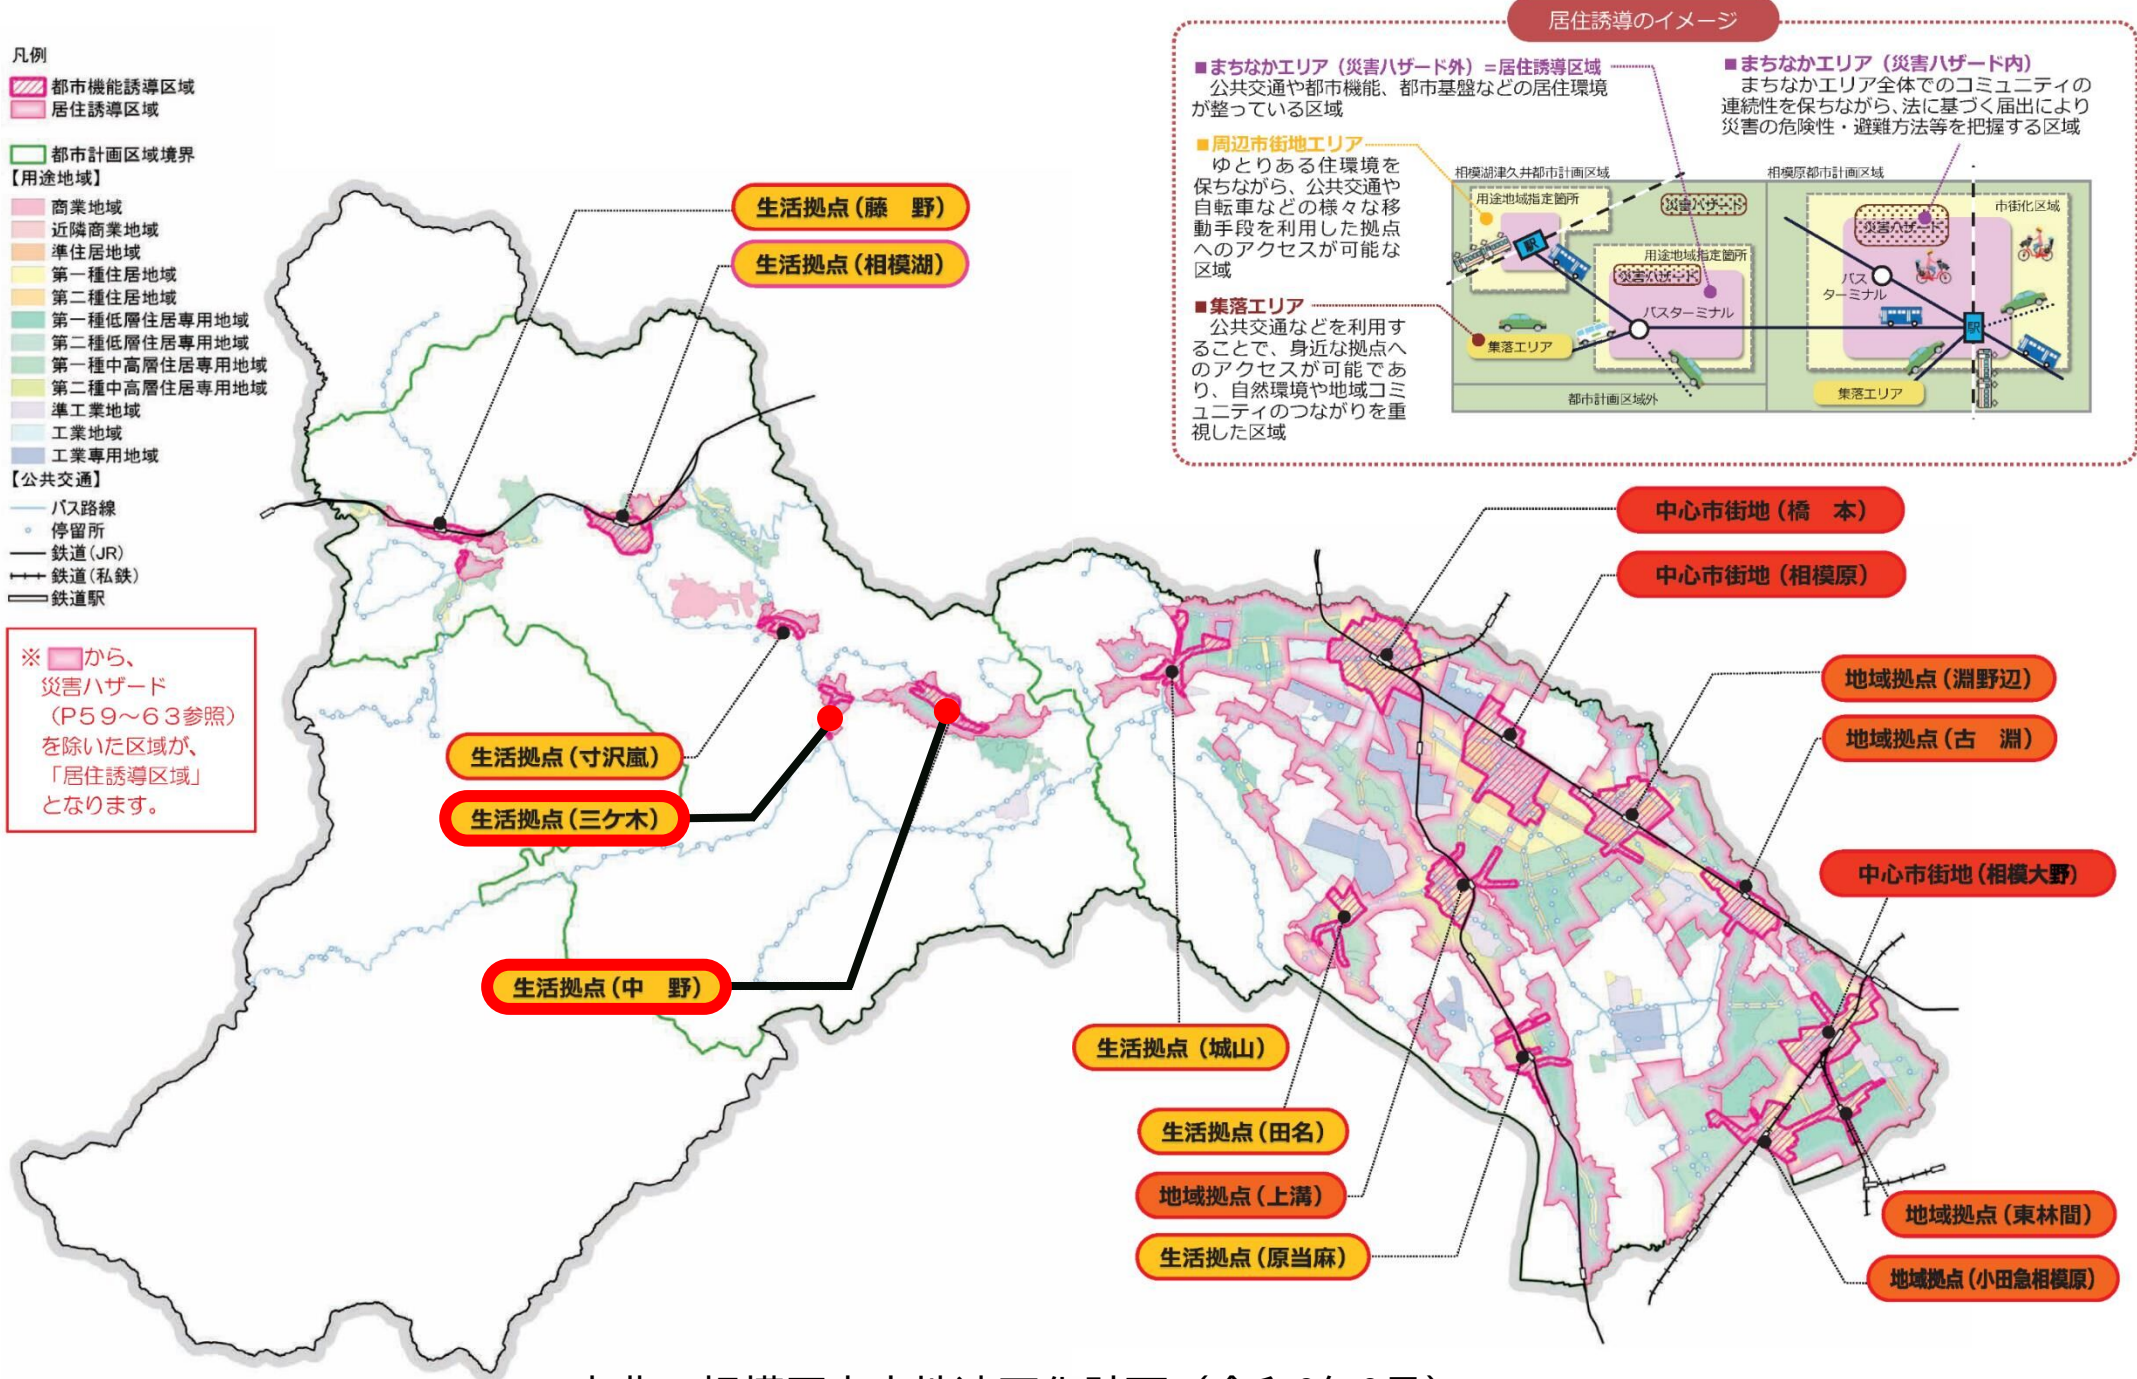 凡例
都市機能誘導区域
居住誘導区域
都市計画区域境界
【用途地域】
商業地域
近隣商業地域
準住居地域
第一種住居地域
第二種住居地域
第一種低層住居専用地域
第二種低層住居専用地域
第一種中高層住居専用地域
第二種中高層住居専用地域
準工業地域
工業地域
工業専用地域
【公共交通】
バス路線
停留所
鉄道(JR)
鉄道(私鉄)
鉄道駅
※ から、
災害ハザード
(P59～63参照)
を除いた区域が、
「居住誘導区域」
となります。
居住誘導のイメージ
■まちなかエリア（災害ハザード外）＝居住誘導区域
公共交通や都市機能、都市基盤などの居住環境
が整っている区域
■周辺市街地エリア
ゆとりある住環境を
保ちながら、公共交通や
自転車などの様々な移
動手段を利用した拠点
へのアクセスが可能な
区域
■集落エリア
公共交通などを利用す
ることで、身近な拠点へ
のアクセスが可能であ
り、自然環境や地域コミ
ュニティのつながりを重
視した区域
■まちなかエリア（災害ハザード内）
まちなかエリア全体でのコミュニティの
連続性を保ちながら、法に基づく届出により
災害の危険性・避難方法等を把握する区域
相模湖津久井都市計画区域
用途地域指定箇所
災害ハザード
駅
用途地域指定箇所
災害ハザード
バスターミナル
集落エリア
都市計画区域外
相模原都市計画区域
市街化区域
災害ハザード
バス
ターミナル
駅
集落エリア
生活拠点(藤　野)
生活拠点(相模湖)
生活拠点(寸沢嵐)
生活拠点(三ケ木)
生活拠点(中　野)
中心市街地(橋　本)
中心市街地(相模原)
地域拠点(淵野辺)
地域拠点(古　淵)
中心市街地(相模大野)
生活拠点(城山)
生活拠点(田名)
地域拠点(上溝)
生活拠点(原当麻)
地域拠点(東林間)
地域拠点(小田急相模原)